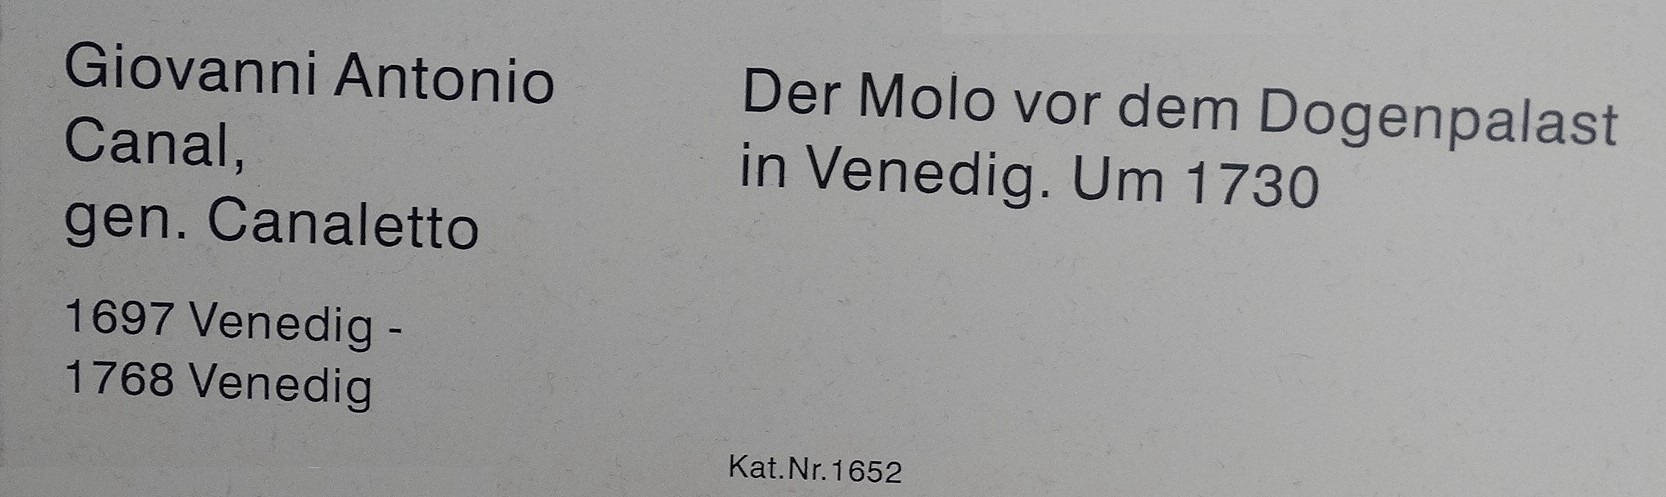 Giovanni Antonio
Canal,
gen. Canaletto
1697 Venedig -
1768 Venedig
Der Molo vor dem Dogenpalast
in Venedig. Um 1730
Kat.Nr.1652